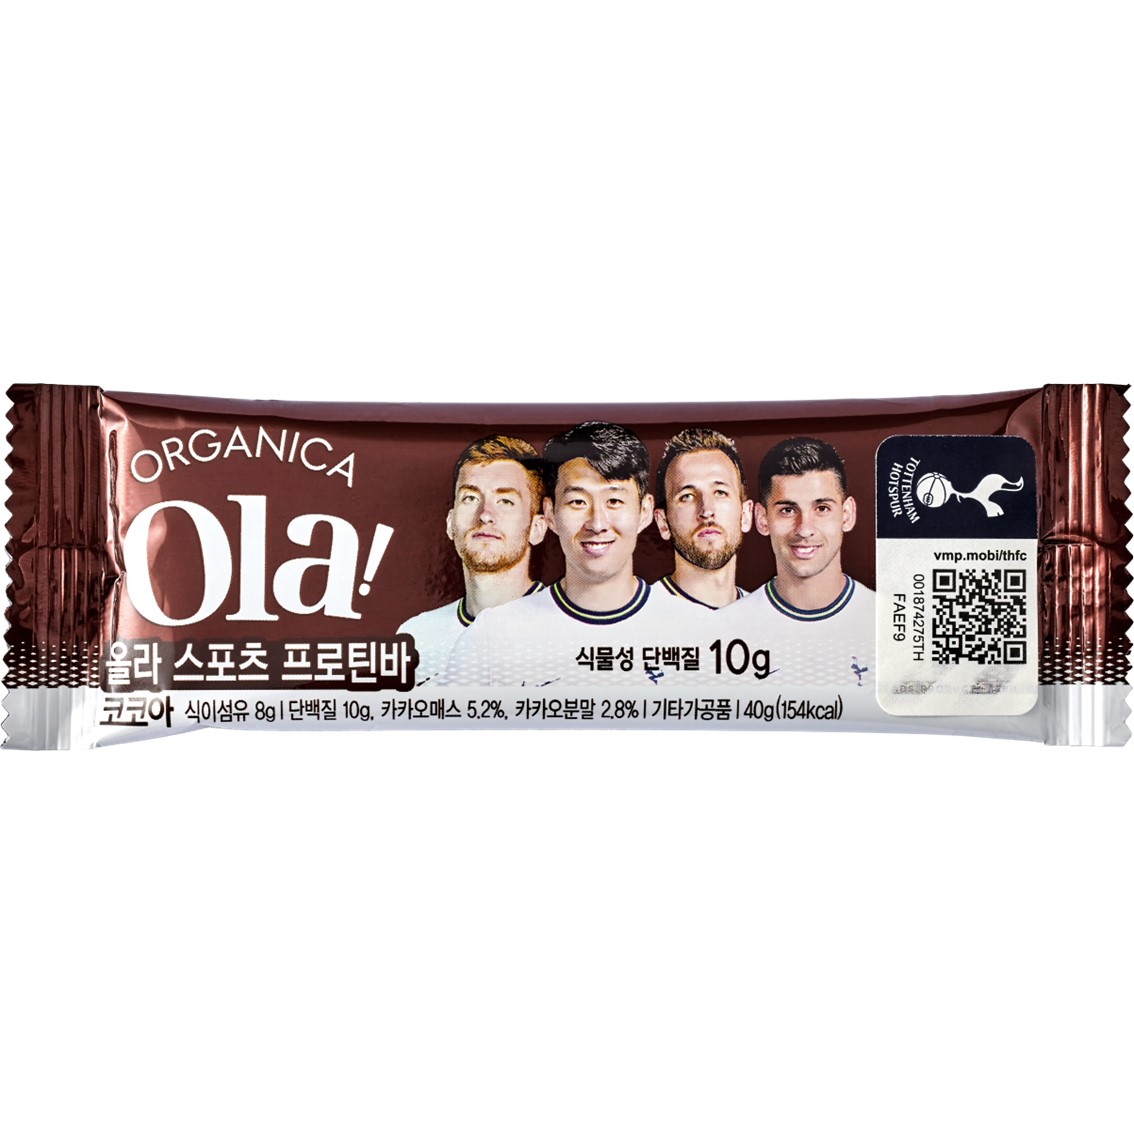 ORGANICA
Ola!
올라 스포츠 프로틴바
코코아 식이섬유 8g | 단백질 10g, 카카오매스 5.2%, 카카오분말 2.8% | 기타가공품 | 40g(154kcal)
식물성 단백질 10g
TOTTENHAM
HOTSPUR
vmp.mobi/thfc
001874275TH
FAEF9